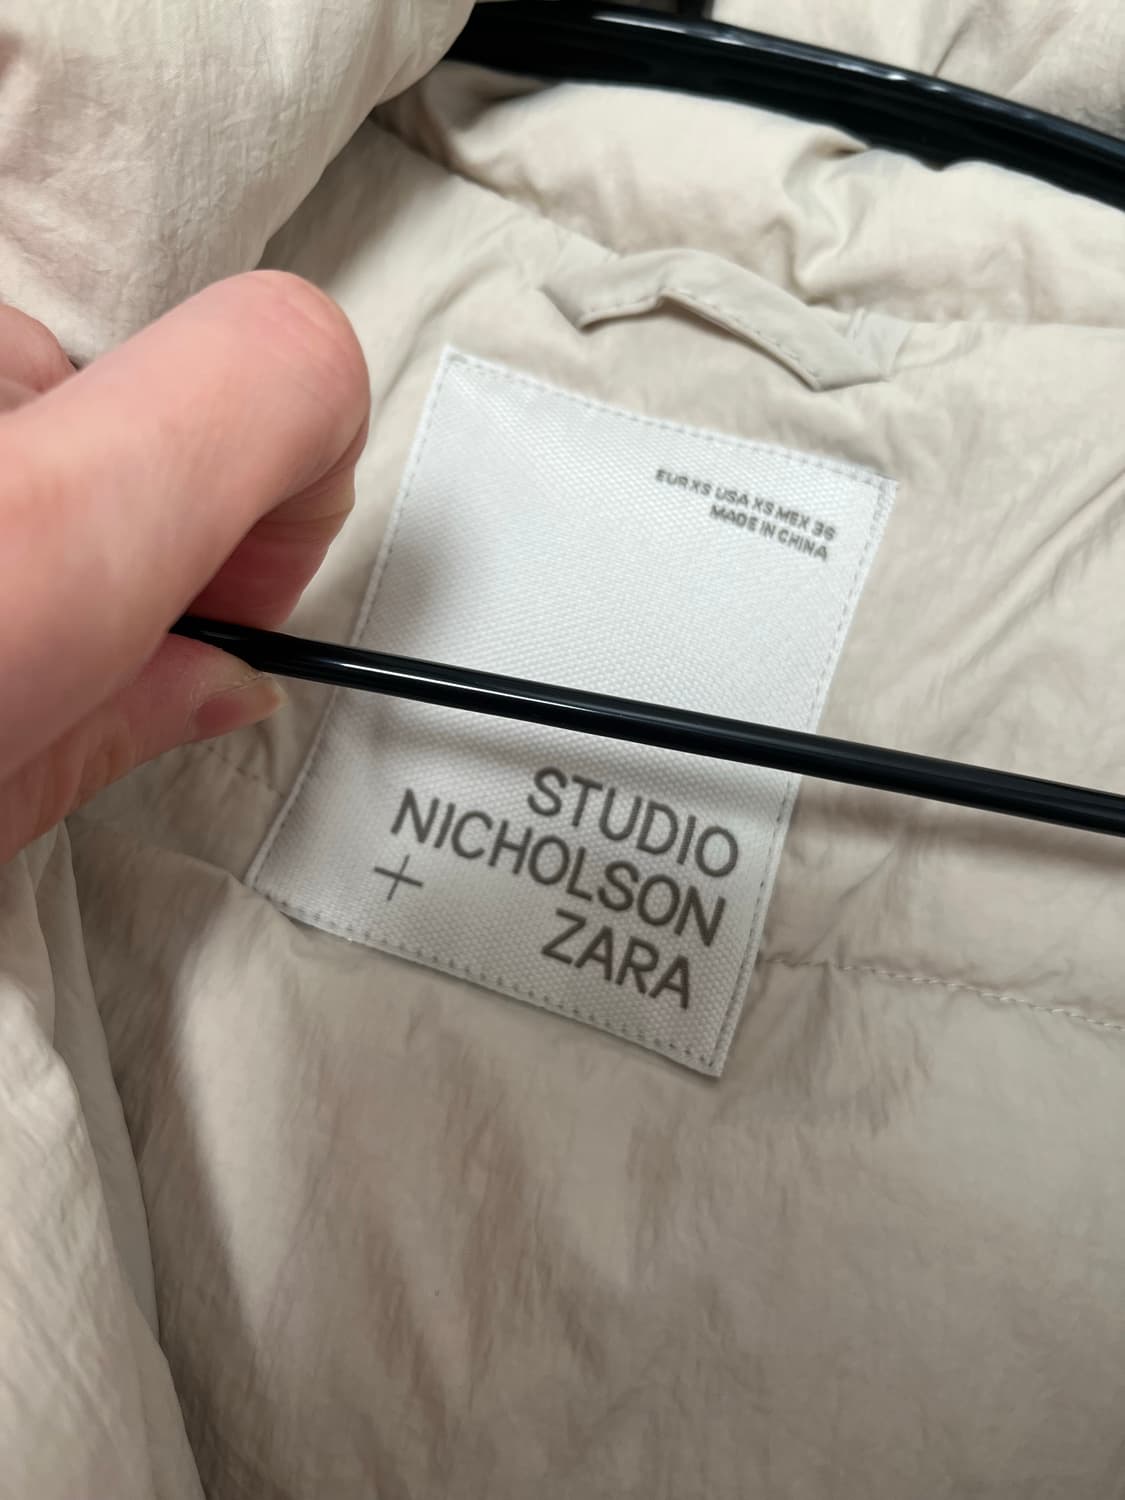 EUR XS USA XS MEX 36
MADE IN CHINA
STUDIO
NICHOLSON
+
ZARA